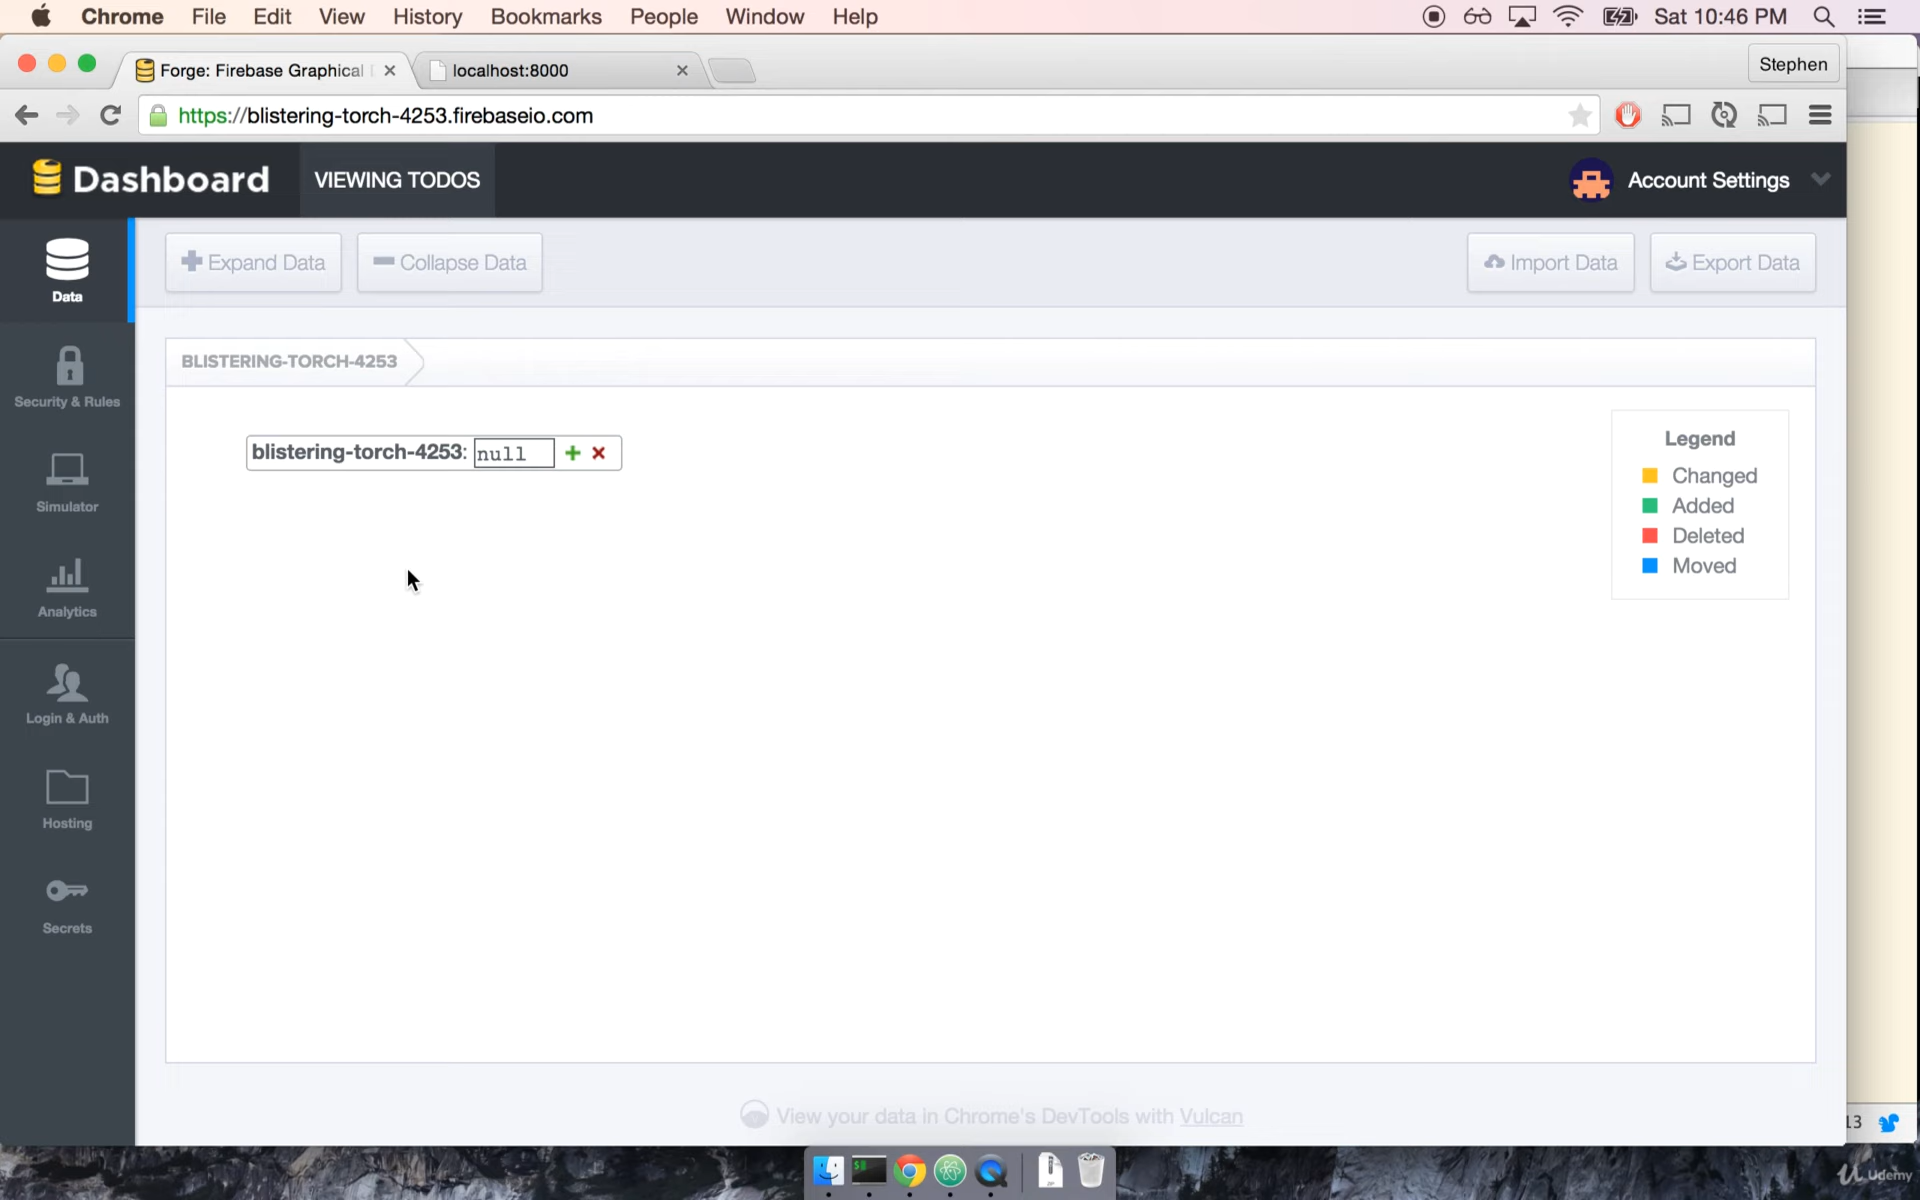 Chrome File Edit View History Bookmarks People Window Help Sat 10:46 PM
Forge: Firebase Graphical localhost:8000 Stephen
https://blistering-torch-4253.firebaseio.com
Dashboard VIEWING TODOS Account Settings
Expand Data Collapse Data Import Data Export Data
Data
BLISTERING-TORCH-4253
Security & Rules
blistering-torch-4253: null
Legend
Changed
Added
Deleted
Moved
Simulator
Analytics
Login & Auth
Hosting
Secrets
View your data in Chrome's DevTools with Vulcan
13
Udemy